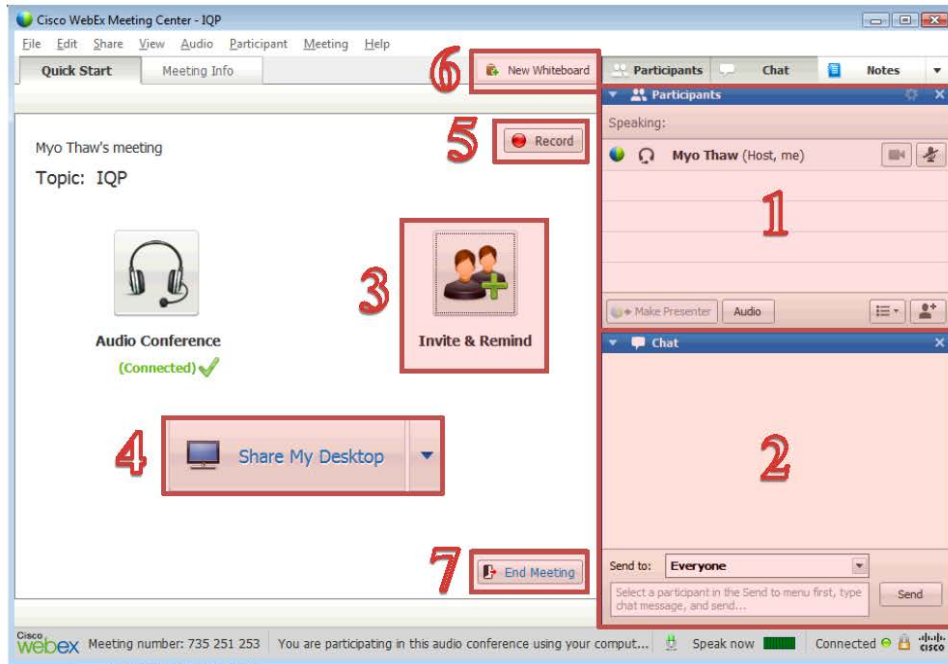 Cisco WebEx Meeting Center - IQP
File Edit Share View Audio Participant Meeting Help
Quick Start Meeting Info 6 New Whiteboard Participants Chat Notes
Participants
Speaking:
5 Record
Myo Thaw's meeting
Topic: IQP
Myo Thaw (Host, me)
1
3
Audio Conference
(Connected)
Invite & Remind
Make Presenter Audio
Chat
4 Share My Desktop
2
7 End Meeting
Send to: Everyone
Select a participant in the Send to menu first, type
chat message, and send...
Send
Cisco webex Meeting number: 735 251 253 You are participating in this audio conference using your comput... Speak now Connected cisco